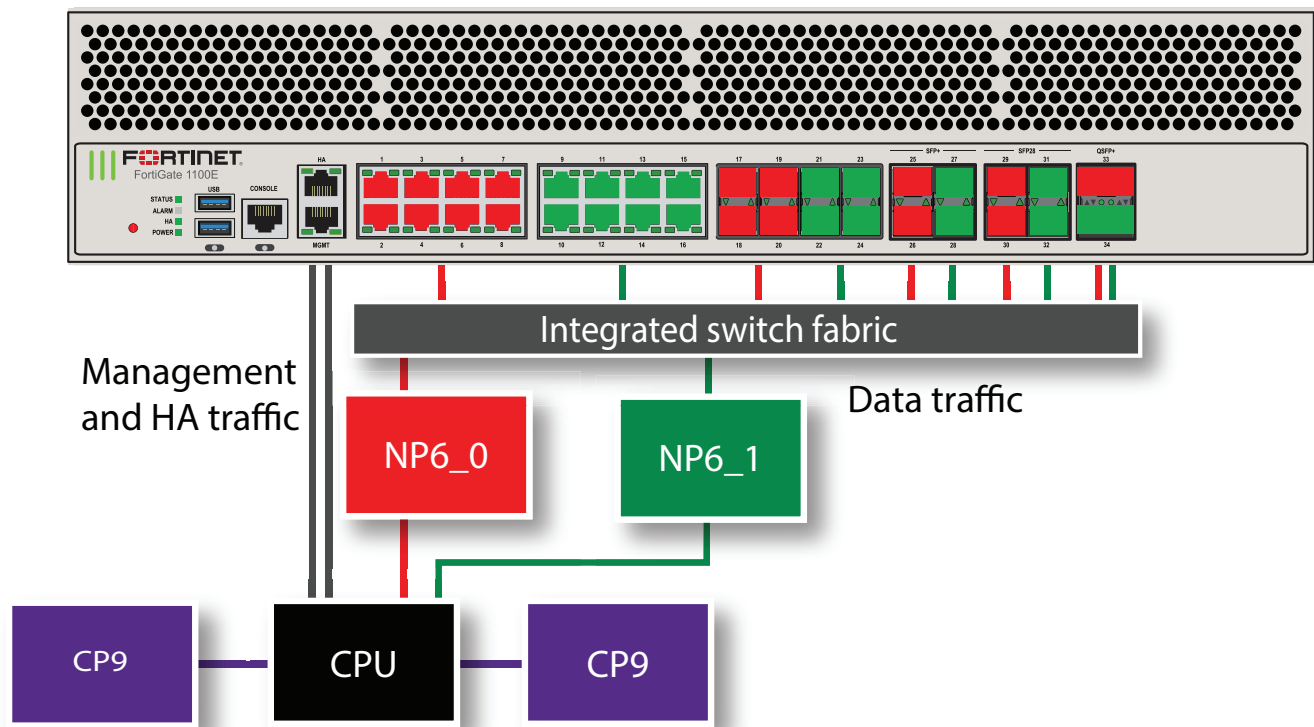 FORTINET
FortiGate 1100E
STATUS
ALARM
HA
POWER
USB
CONSOLE
HA
MGMT
1 3 5 7
2 4 6 8
9 11 13 15
10 12 14 16
17 19 21 23
18 20 22 24
SFP+
25 27
26 28
SFP28
29 31
30 32
QSFP+
33
34
Integrated switch fabric
Management
and HA traffic
Data traffic
NP6_0
NP6_1
CP9
CPU
CP9